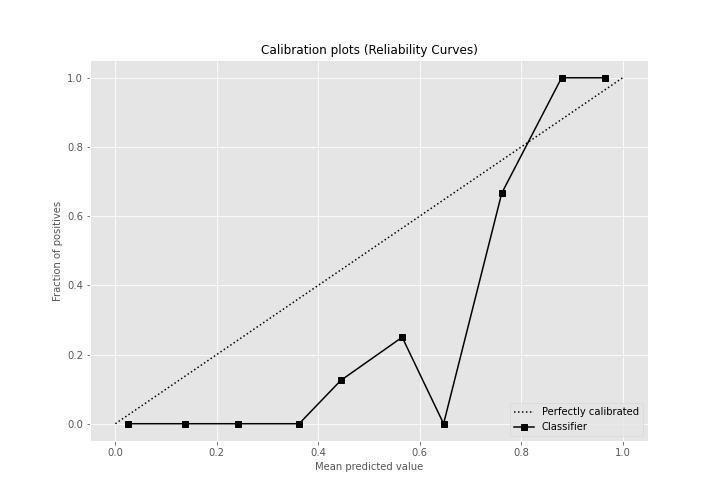 Calibration plots (Reliability Curves)
1.0
0.8
0.6
0.4
0.2
0.0
Fraction of positives
0.0 0.2 0.4 0.6 0.8 1.0
Mean predicted value
Perfectly calibrated
Classifier